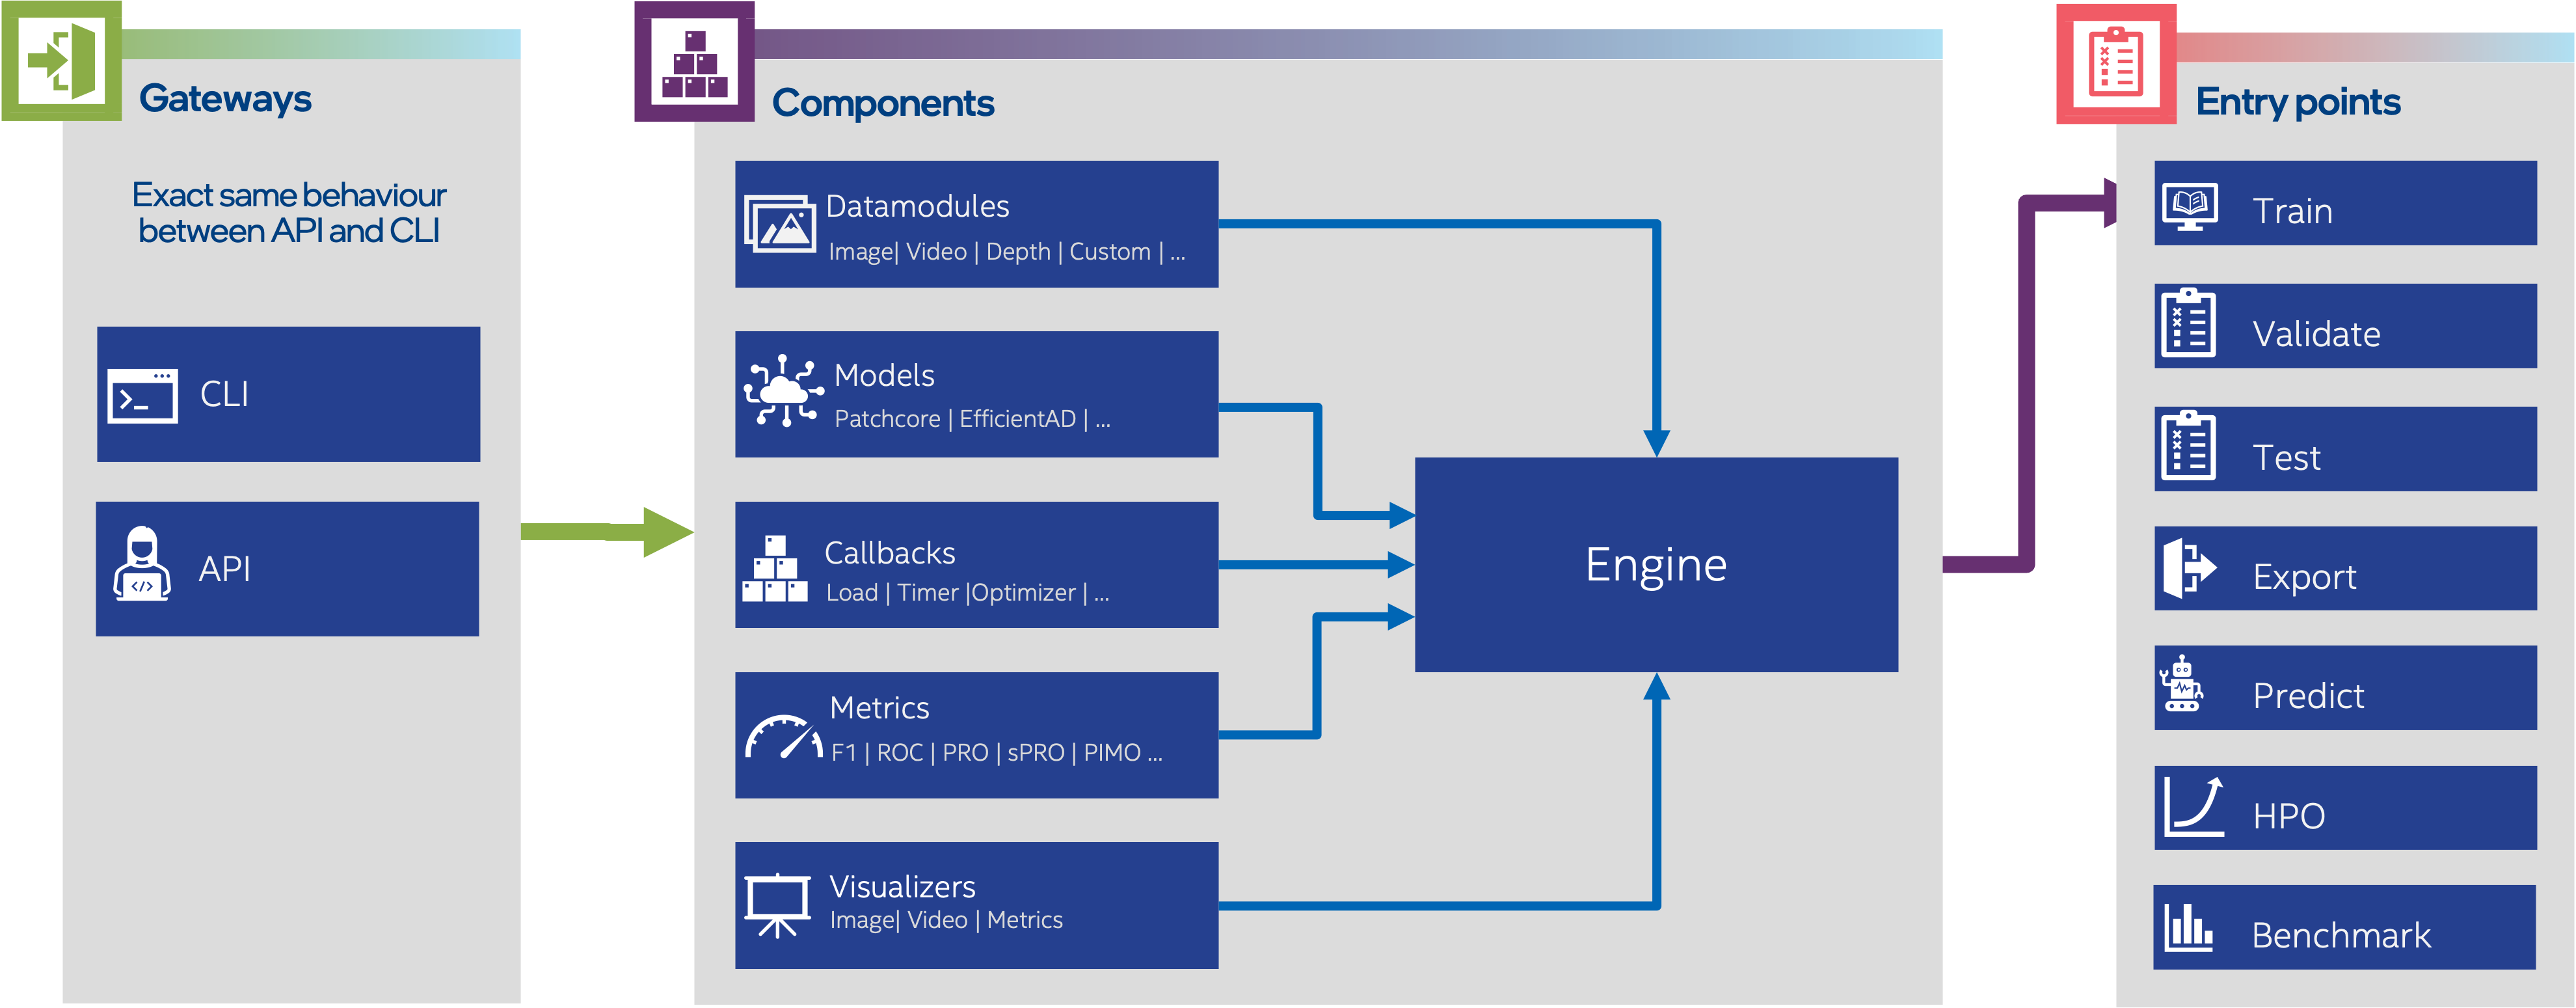 Gateways
Exact same behaviour
between API and CLI
>_ CLI
</> API
Components
Datamodules
Image| Video | Depth | Custom | ...
Models
Patchcore | EfficientAD | ...
Callbacks
Load | Timer |Optimizer | ...
Metrics
F1 | ROC | PRO | sPRO | PIMO ...
Visualizers
Image| Video | Metrics
Engine
Entry points
Train
Validate
Test
Export
Predict
HPO
Benchmark